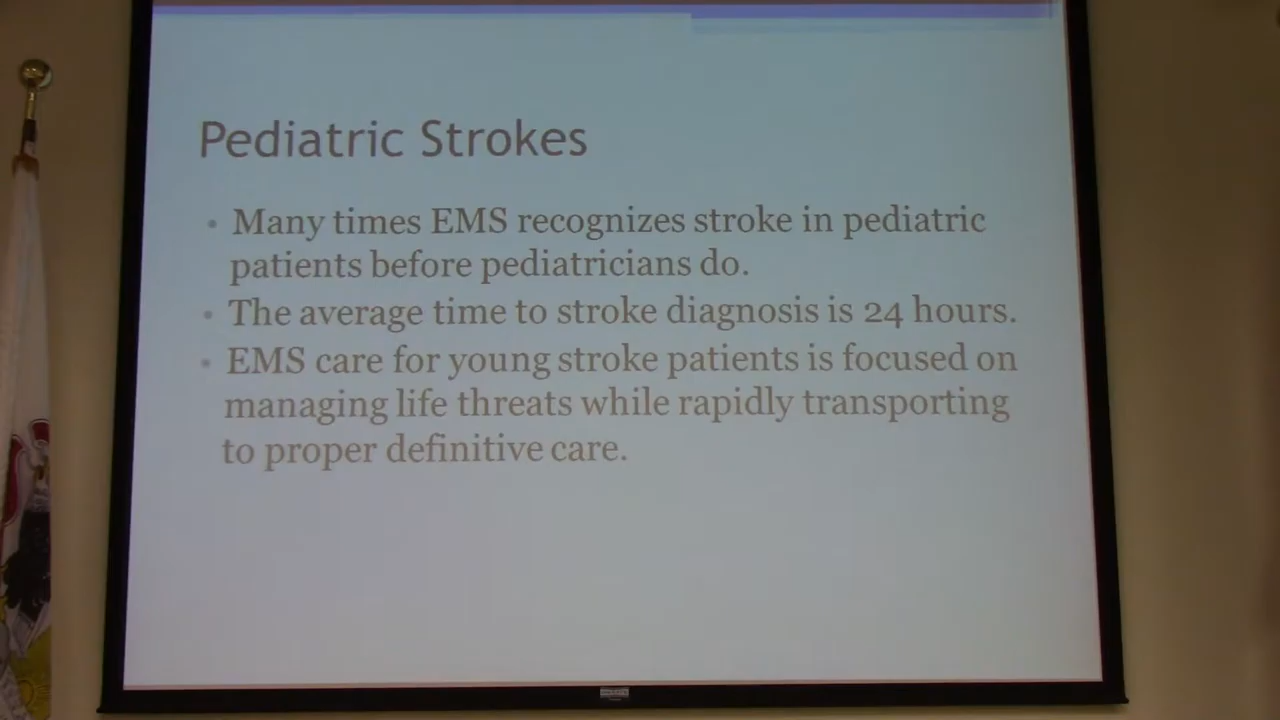 Pediatric Strokes
• Many times EMS recognizes stroke in pediatric
patients before pediatricians do.
• The average time to stroke diagnosis is 24 hours.
• EMS care for young stroke patients is focused on
managing life threats while rapidly transporting
to proper definitive care.